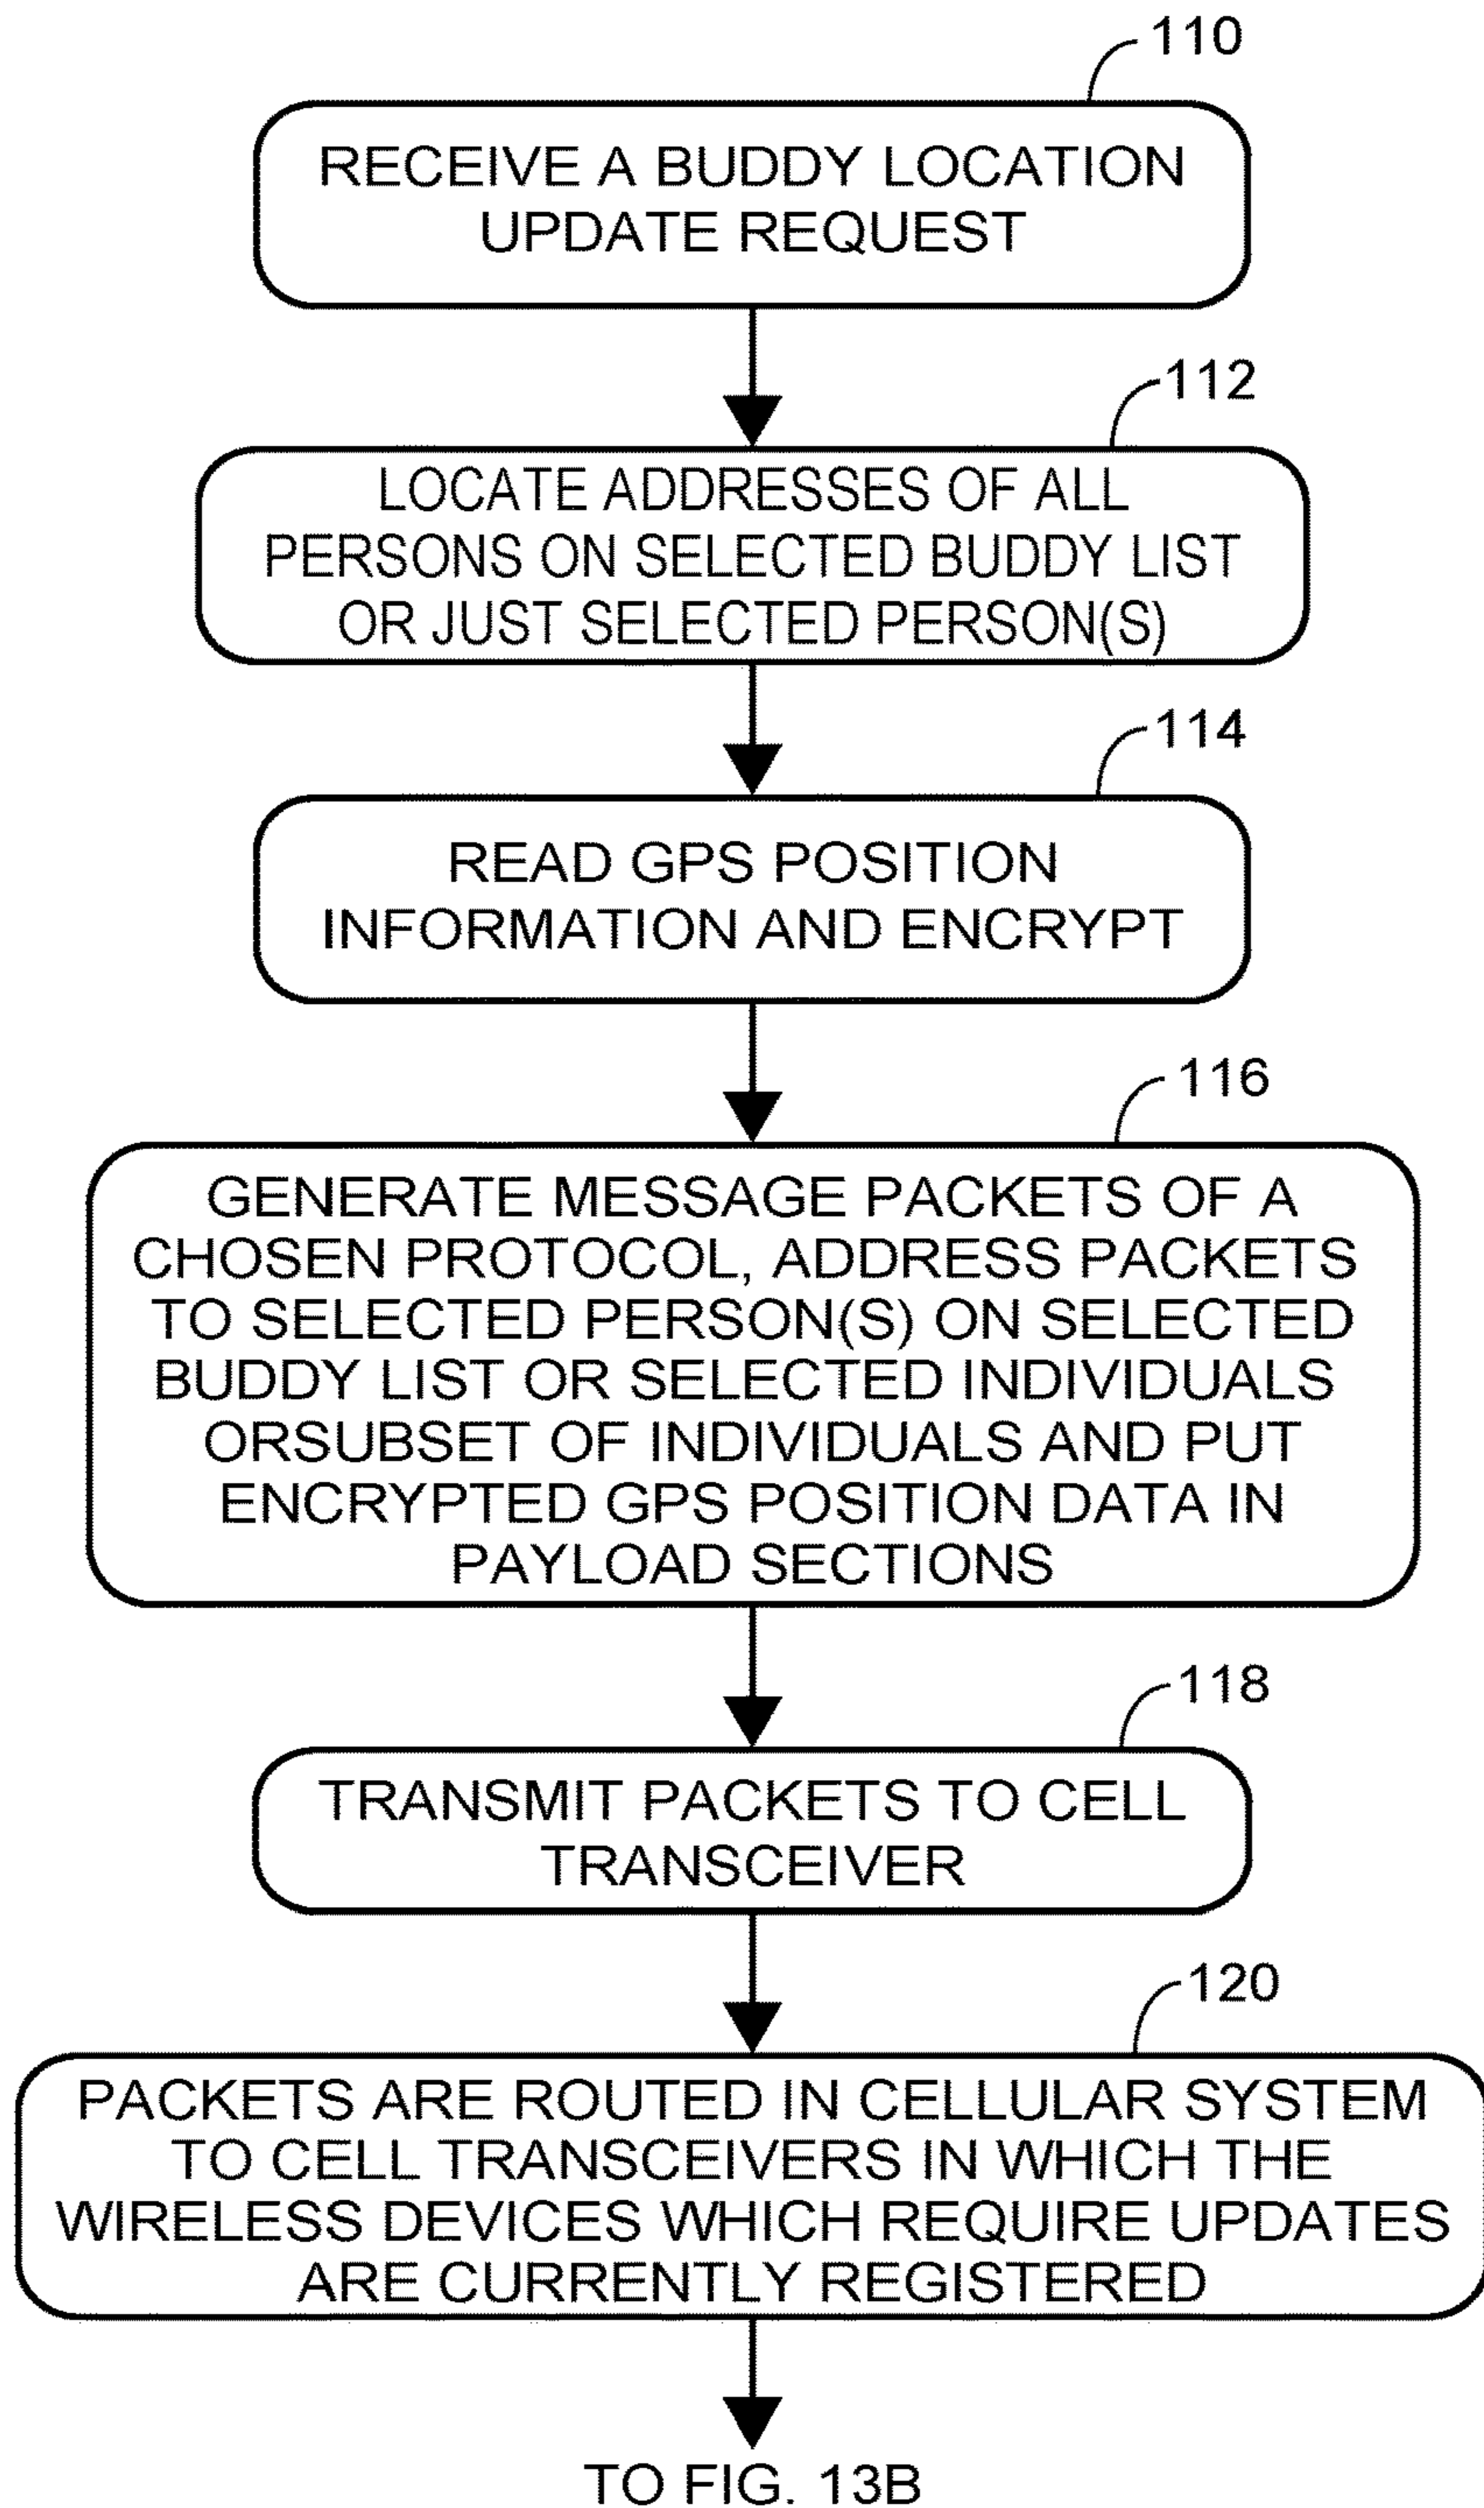 110
RECEIVE A BUDDY LOCATION
UPDATE REQUEST
112
LOCATE ADDRESSES OF ALL
PERSONS ON SELECTED BUDDY LIST
OR JUST SELECTED PERSON(S)
114
READ GPS POSITION
INFORMATION AND ENCRYPT
116
GENERATE MESSAGE PACKETS OF A
CHOSEN PROTOCOL, ADDRESS PACKETS
TO SELECTED PERSON(S) ON SELECTED
BUDDY LIST OR SELECTED INDIVIDUALS
ORSUBSET OF INDIVIDUALS AND PUT
ENCRYPTED GPS POSITION DATA IN
PAYLOAD SECTIONS
118
TRANSMIT PACKETS TO CELL
TRANSCEIVER
120
PACKETS ARE ROUTED IN CELLULAR SYSTEM
TO CELL TRANSCEIVERS IN WHICH THE
WIRELESS DEVICES WHICH REQUIRE UPDATES
ARE CURRENTLY REGISTERED
TO FIG. 13B